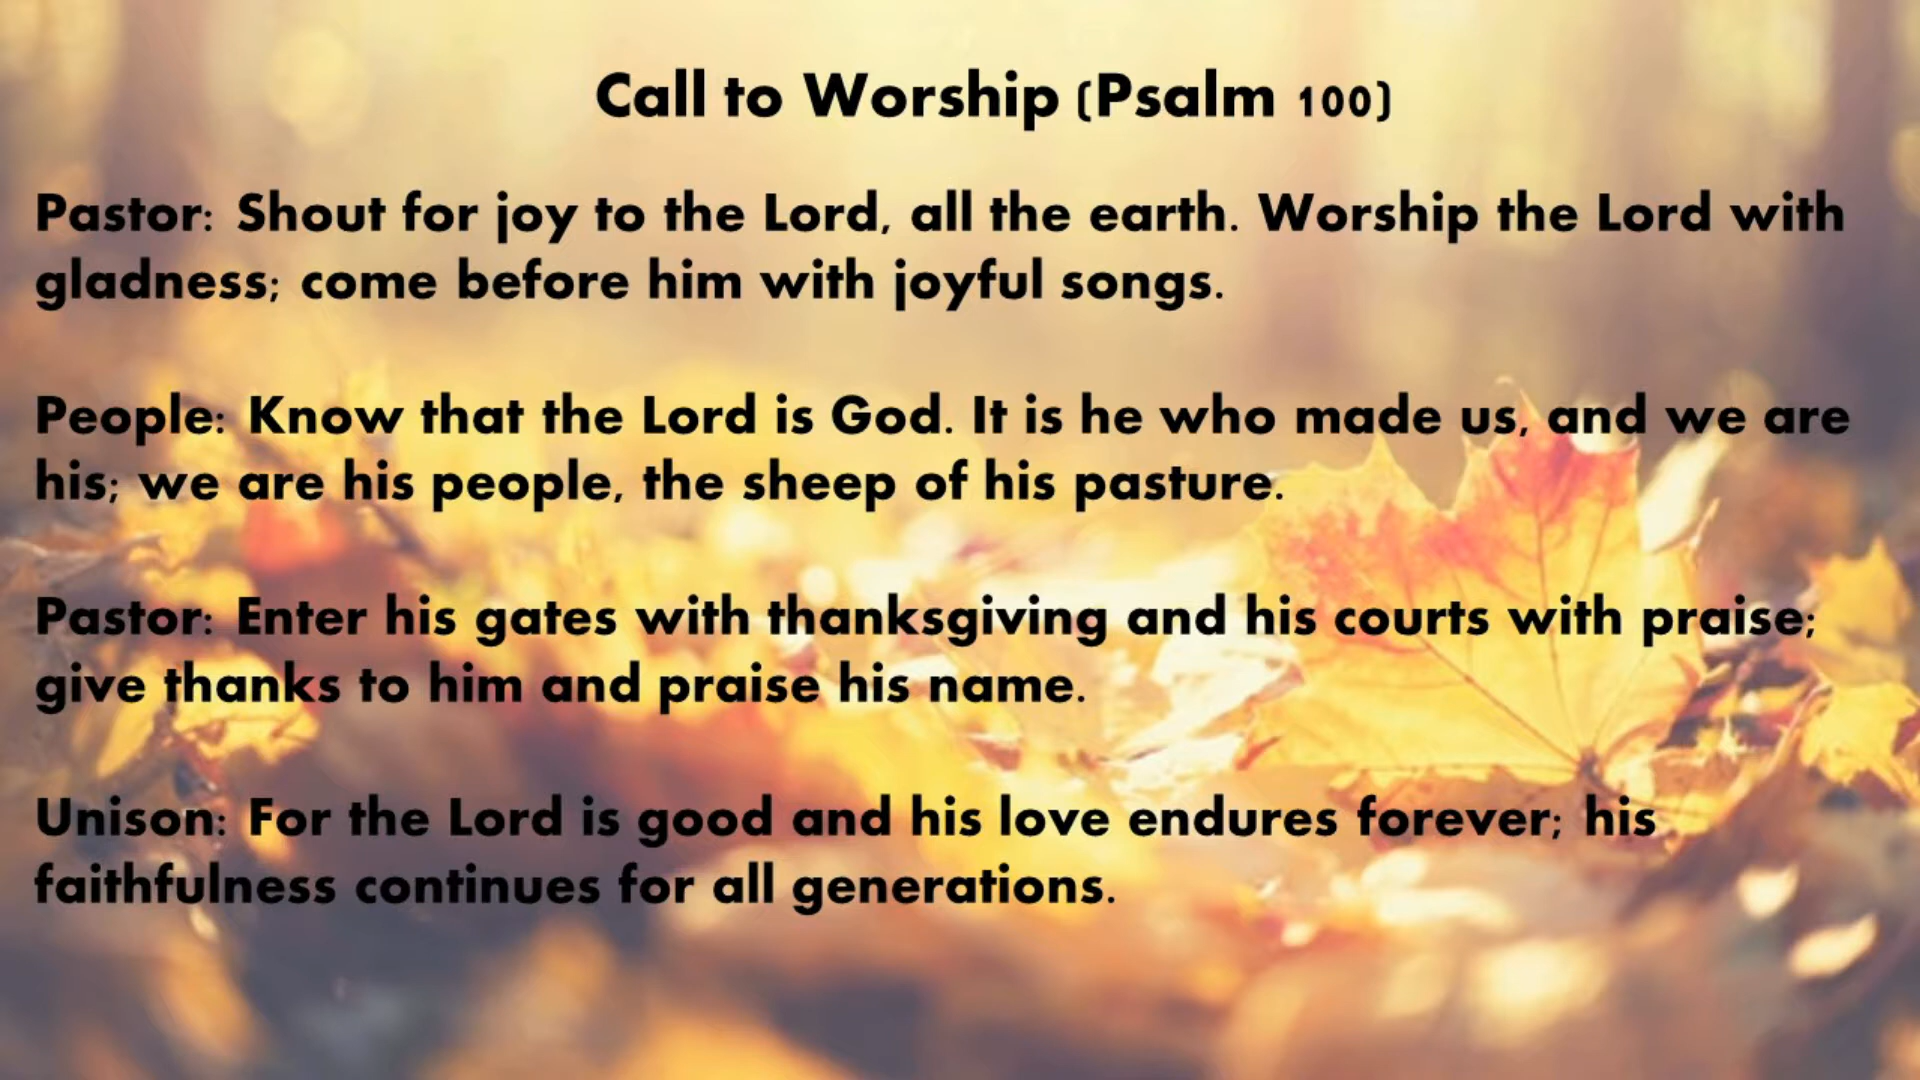 Call to Worship (Psalm 100)
Pastor: Shout for joy to the Lord, all the earth. Worship the Lord with
gladness; come before him with joyful songs.
People: Know that the Lord is God. It is he who made us, and we are
his; we are his people, the sheep of his pasture.
Pastor: Enter his gates with thanksgiving and his courts with praise;
give thanks to him and praise his name.
Unison: For the Lord is good and his love endures forever; his
faithfulness continues for all generations.